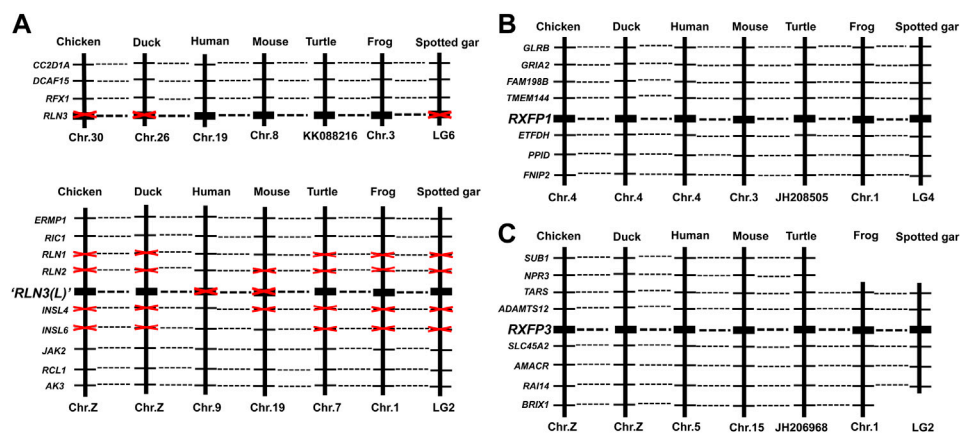 A
Chicken Duck Human Mouse Turtle Frog Spotted gar
CC2D1A
DCAF15
RFX1
RLN3
Chr.30 Chr.26 Chr.19 Chr.8 KK088216 Chr.3 LG6
Chicken Duck Human Mouse Turtle Frog Spotted gar
ERMP1
RIC1
RLN1
RLN2
'RLN3(L)'
INSL4
INSL6
JAK2
RCL1
AK3
Chr.Z Chr.Z Chr.9 Chr.19 Chr.7 Chr.1 LG2
B
Chicken Duck Human Mouse Turtle Frog Spotted gar
GLRB
GRIA2
FAM198B
TMEM144
RXFP1
ETFDH
PPID
FNIP2
Chr.4 Chr.4 Chr.4 Chr.3 JH208505 Chr.1 LG4
C
Chicken Duck Human Mouse Turtle Frog Spotted gar
SUB1
NPR3
TARS
ADAMTS12
RXFP3
SLC45A2
AMACR
RAI14
BRIX1
Chr.Z Chr.Z Chr.5 Chr.15 JH206968 Chr.1 LG2